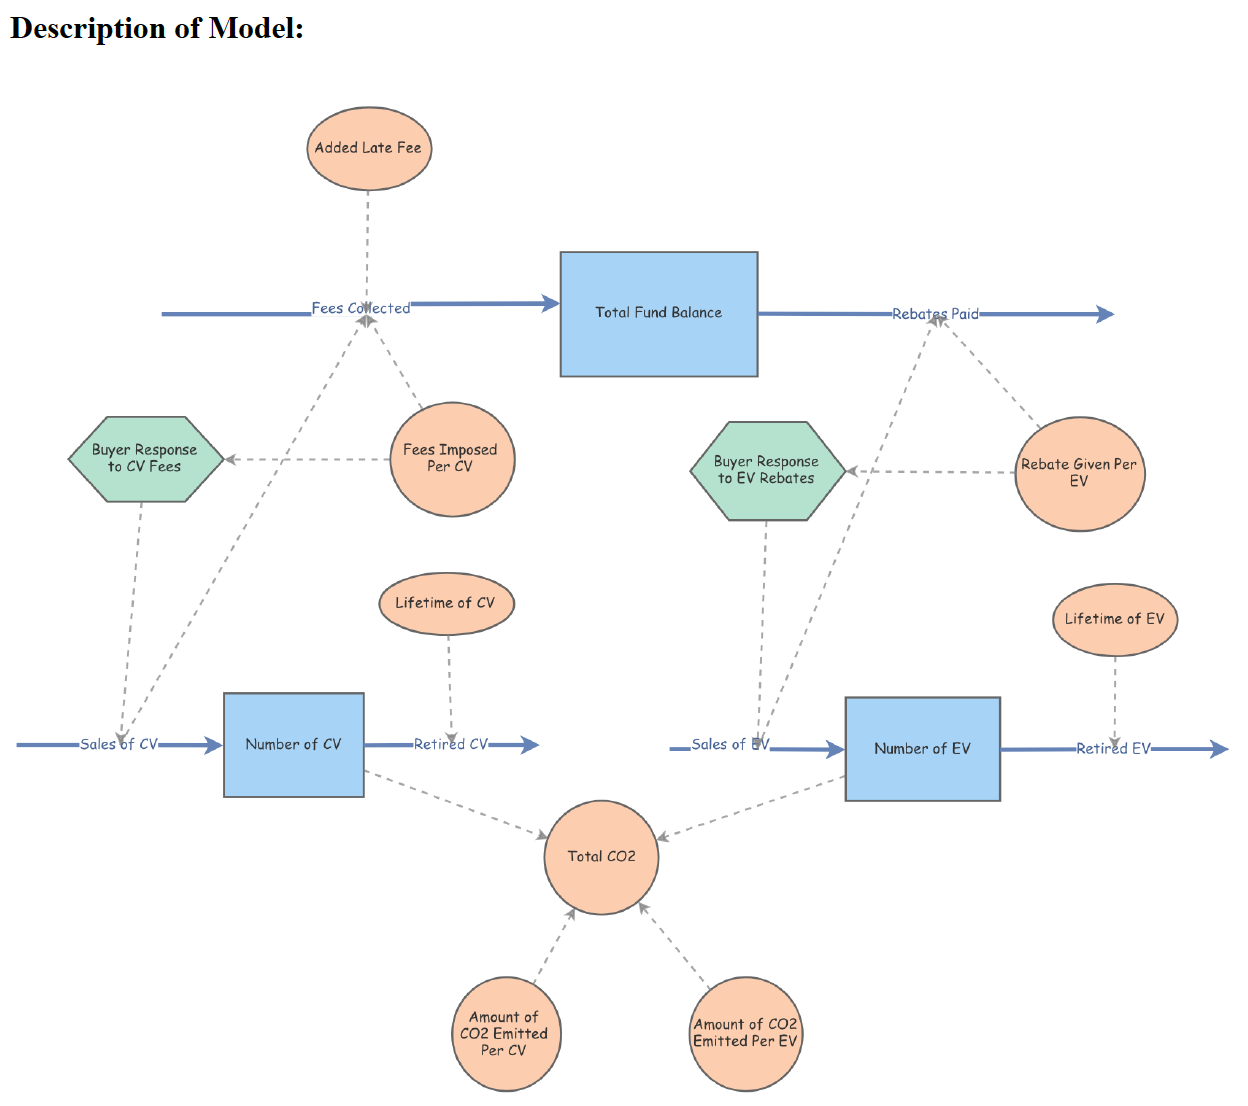 Description of Model:
Added Late Fee
Fees Collected
Total Fund Balance
Rebates Paid
Buyer Response
to CV Fees
Fees Imposed
Per CV
Buyer Response
to EV Rebates
Rebate Given Per
EV
Lifetime of CV
Lifetime of EV
Sales of CV
Number of CV
Retired CV
Sales of EV
Number of EV
Retired EV
Total CO2
Amount of
CO2 Emitted
Per CV
Amount of CO2
Emitted Per EV